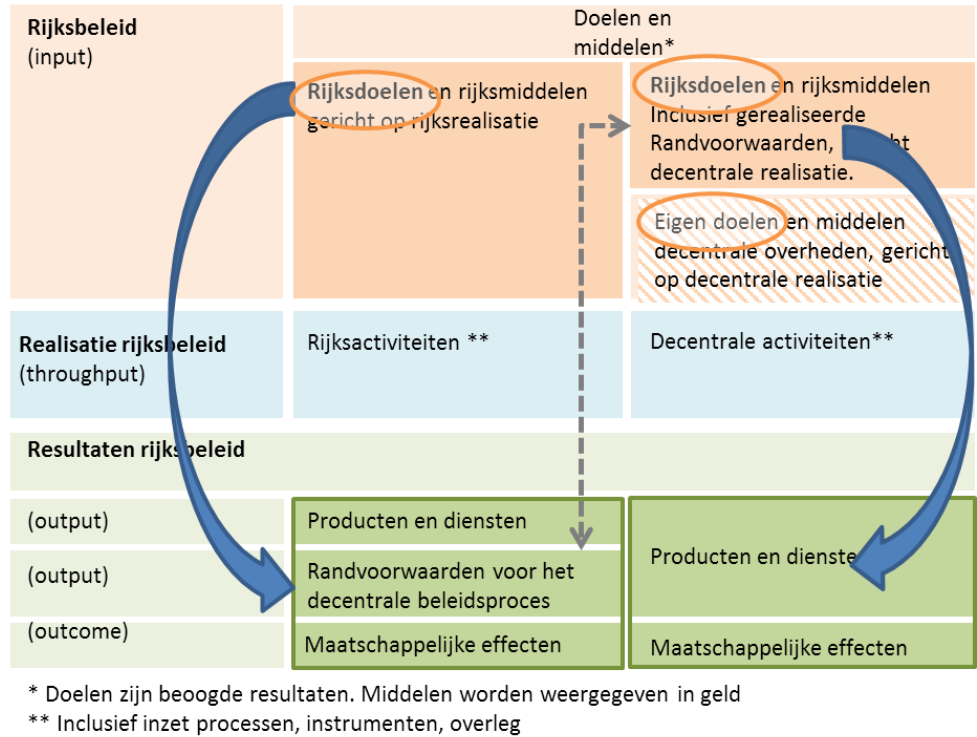 Rijksbeleid
(input)
Doelen en
middelen*
Rijksdoelen en rijksmiddelen
gericht op rijksrealisatie
Rijksdoelen en rijksmiddelen
Inclusief gerealiseerde
Randvoorwaarden, ht
decentrale realisatie.
Eigen doelen en middelen
decentrale overheden, gericht
op decentrale realisatie
Realisatie rijksbeleid
(throughput)
Rijksactiviteiten **
Decentrale activiteiten**
Resultaten rijksbeleid
(output)
Producten en diensten
(output)
Randvoorwaarden voor het
decentrale beleidsproces
Producten en diensten
(outcome)
Maatschappelijke effecten
Maatschappelijke effecten
* Doelen zijn beoogde resultaten. Middelen worden weergegeven in geld
** Inclusief inzet processen, instrumenten, overleg